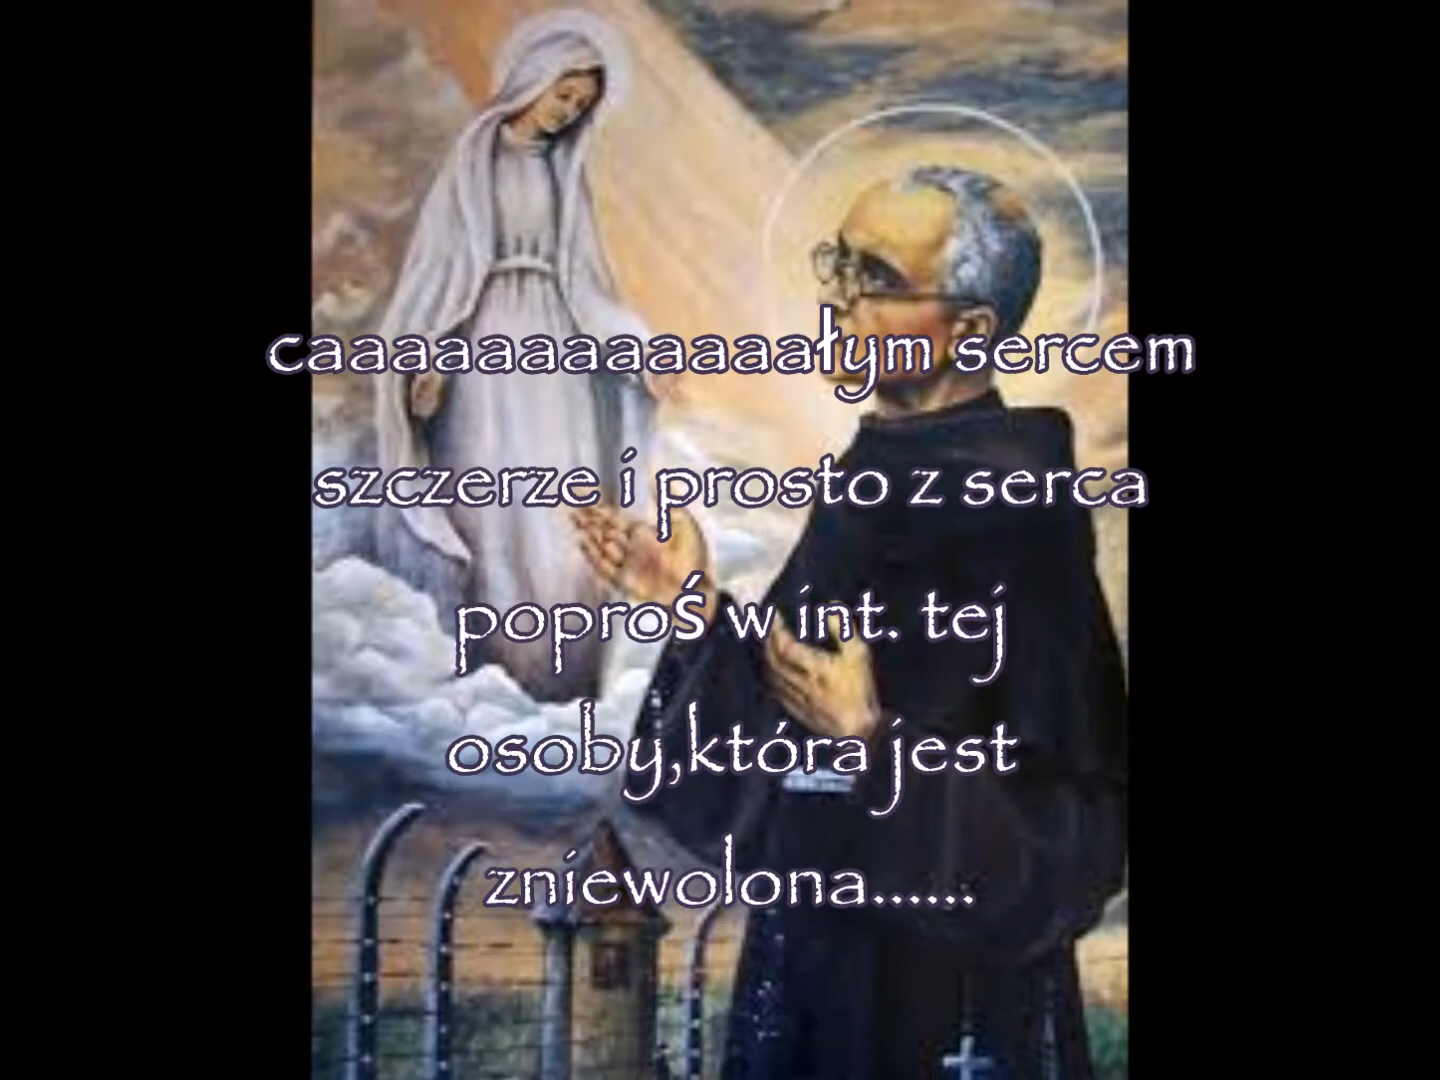 caaaaaaaaaaaaałym sercem
szczerze i prosto z serca
poproś w int. tej
osoby,która jest
zniewolona......